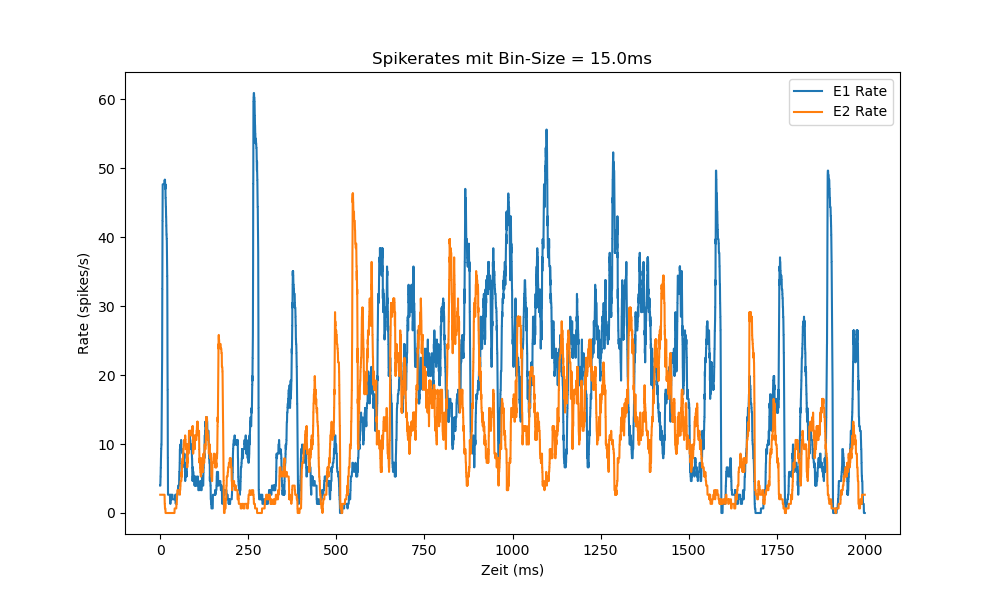 Spikerates mit Bin-Size = 15.0ms
E1 Rate
E2 Rate
Rate (spikes/s)
60
50
40
30
20
10
0
0 250 500 750 1000 1250 1500 1750 2000
Zeit (ms)